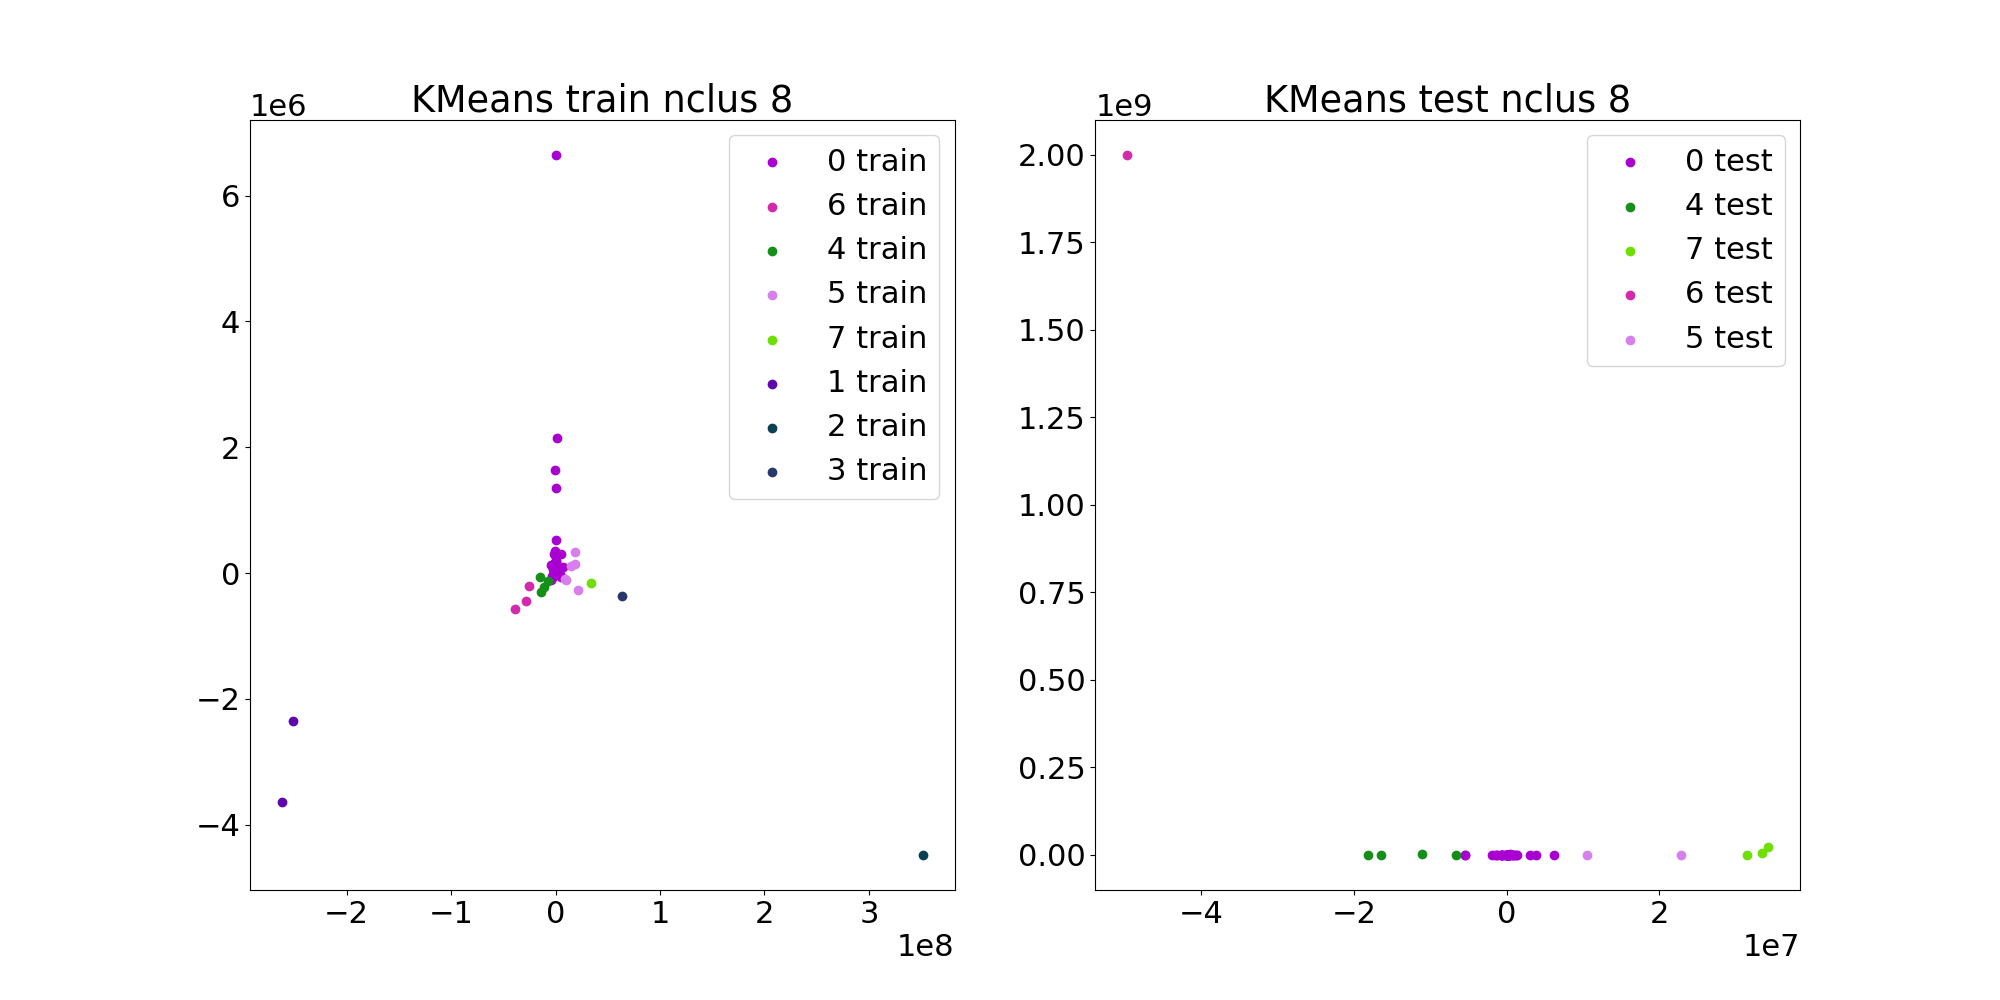 KMeans train nclus 8
1e6
6
4
2
0
−2
−4
−2
−1
0
1
2
3
1e8
0 train
6 train
4 train
5 train
7 train
1 train
2 train
3 train
KMeans test nclus 8
1e9
2.00
1.75
1.50
1.25
1.00
0.75
0.50
0.25
0.00
−4
−2
0
2
1e7
0 test
4 test
7 test
6 test
5 test